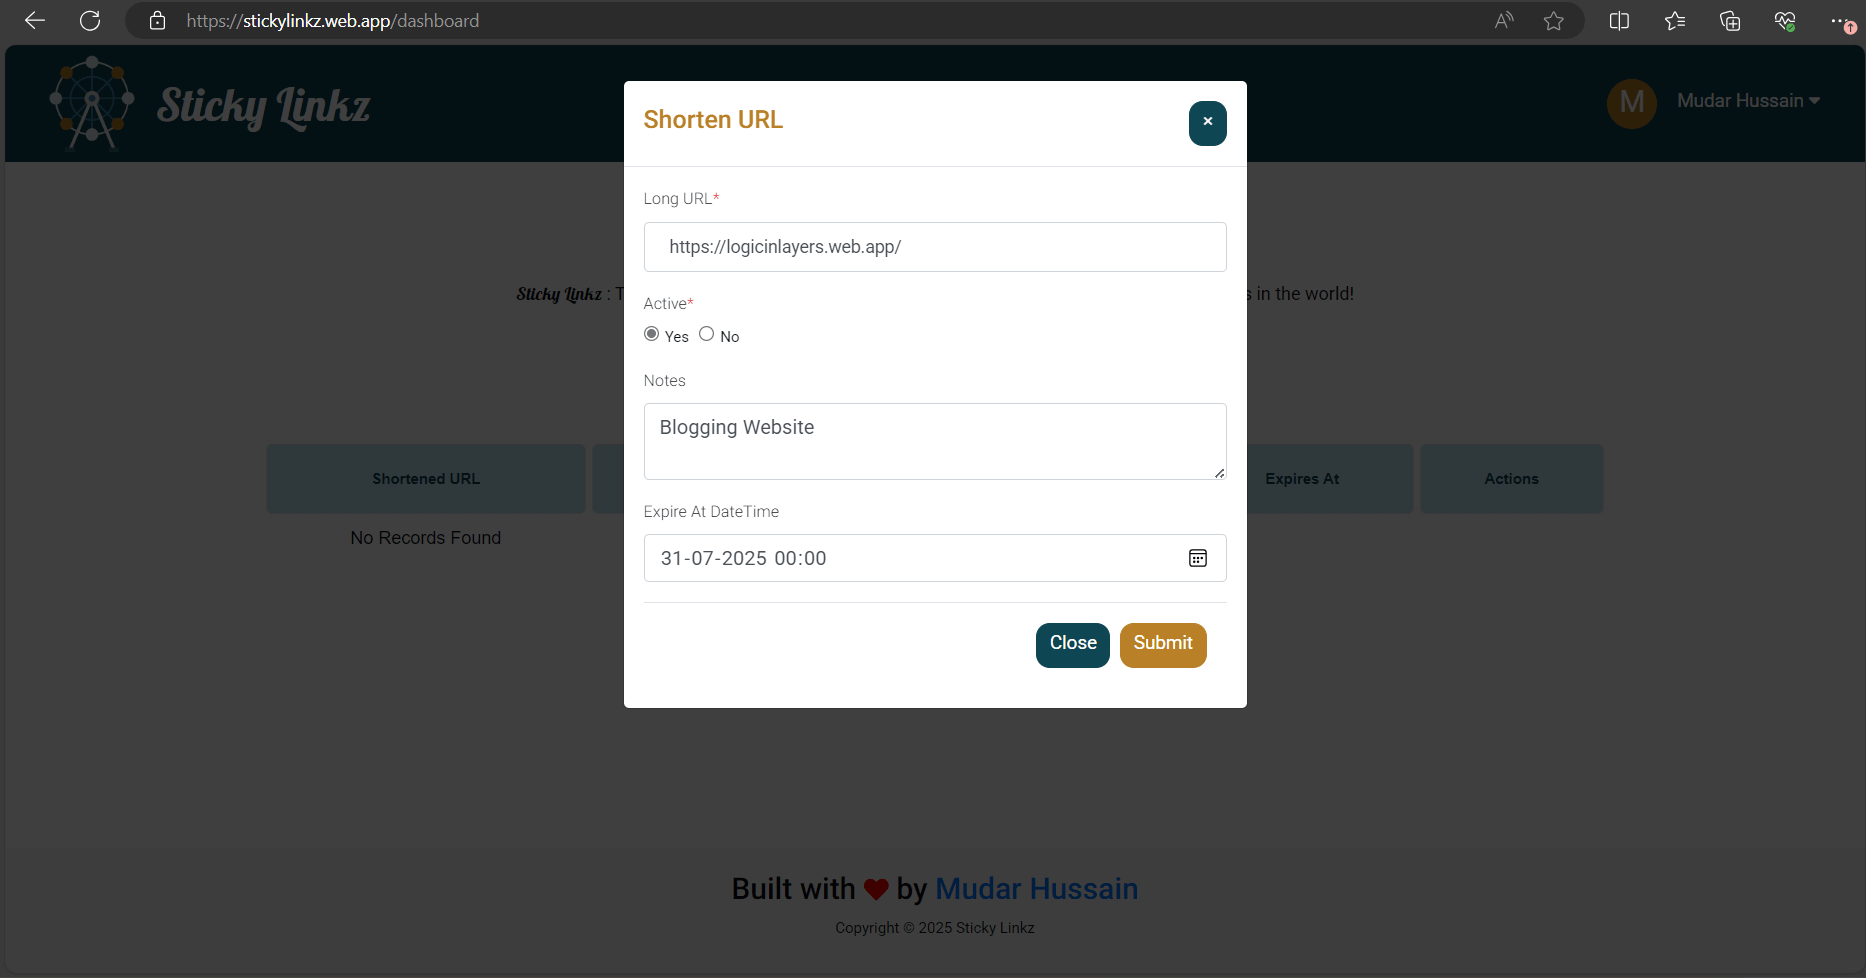 https://stickylinkz.web.app/dashboard
Sticky Linkz
M
Mudar Hussain
Shorten URL
×
Long URL*
https://logicinlayers.web.app/
Sticky Linkz : T
s in the world!
Active*
Yes No
Notes
Blogging Website
Shortened URL
Expires At
Actions
Expire At DateTime
No Records Found
31-07-2025 00:00
Close
Submit
Built with ❤ by Mudar Hussain
Copyright © 2025 Sticky Linkz